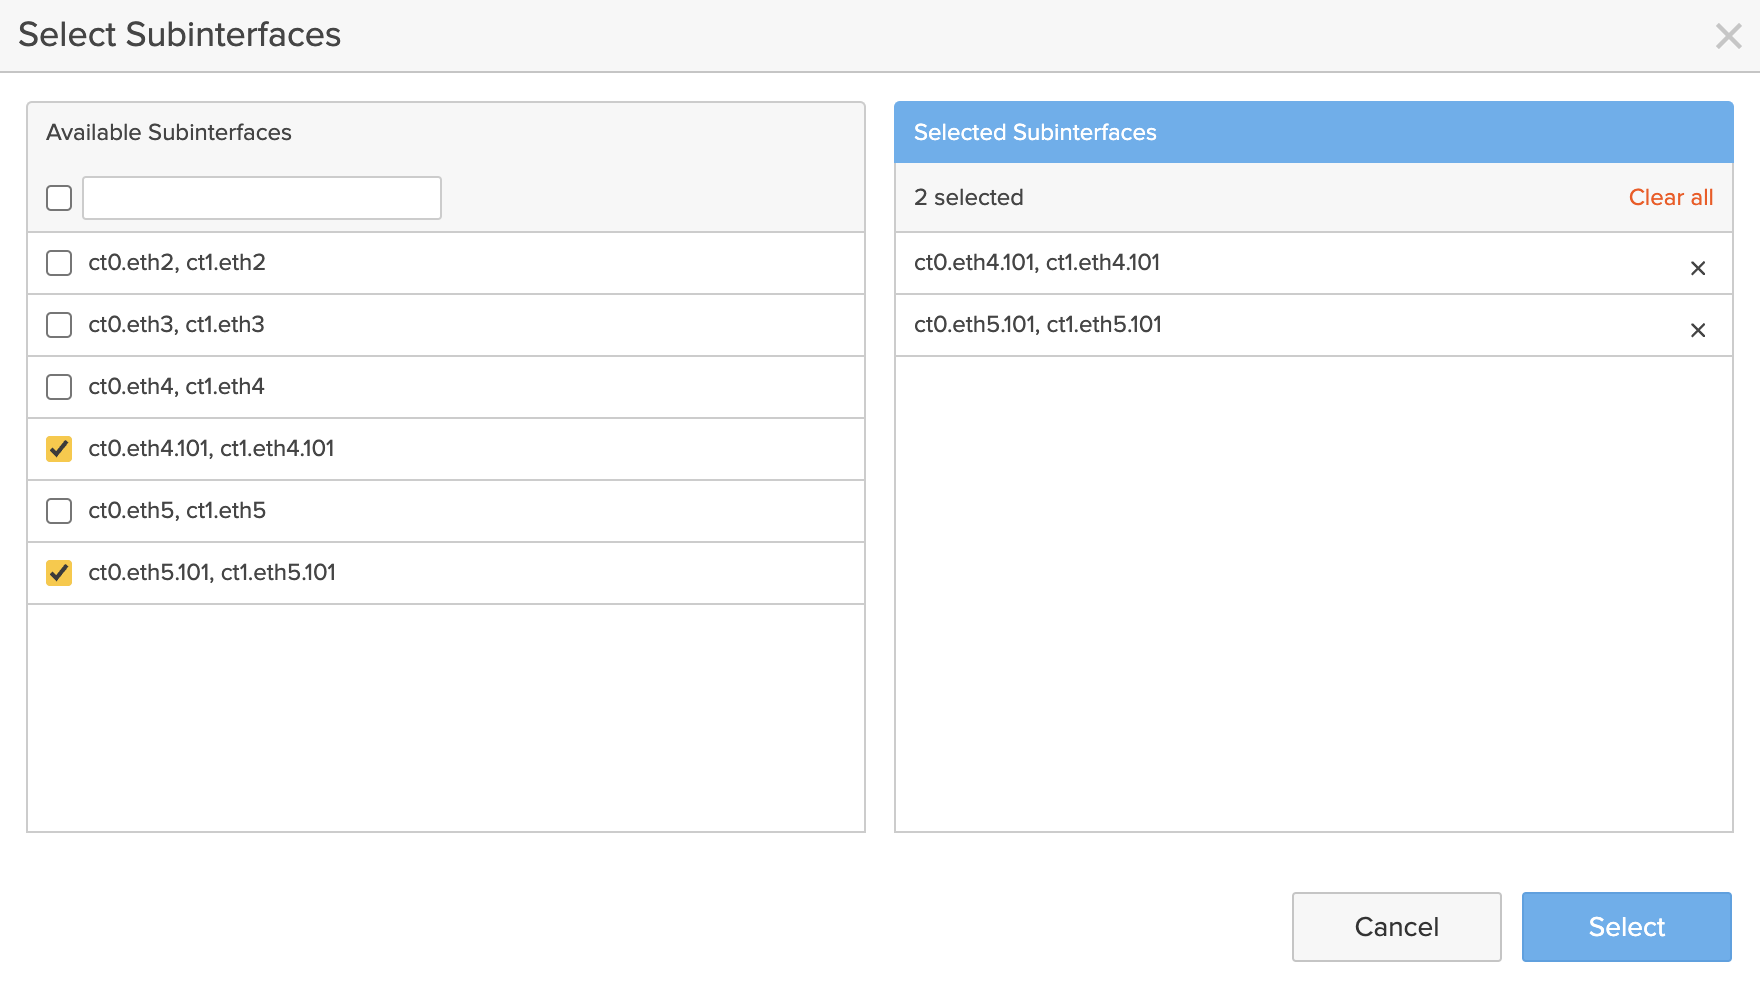 Select Subinterfaces
Available Subinterfaces
ct0.eth2, ct1.eth2
ct0.eth3, ct1.eth3
ct0.eth4, ct1.eth4
ct0.eth4.101, ct1.eth4.101
ct0.eth5, ct1.eth5
ct0.eth5.101, ct1.eth5.101
Selected Subinterfaces
2 selected Clear all
ct0.eth4.101, ct1.eth4.101
ct0.eth5.101, ct1.eth5.101
Cancel Select